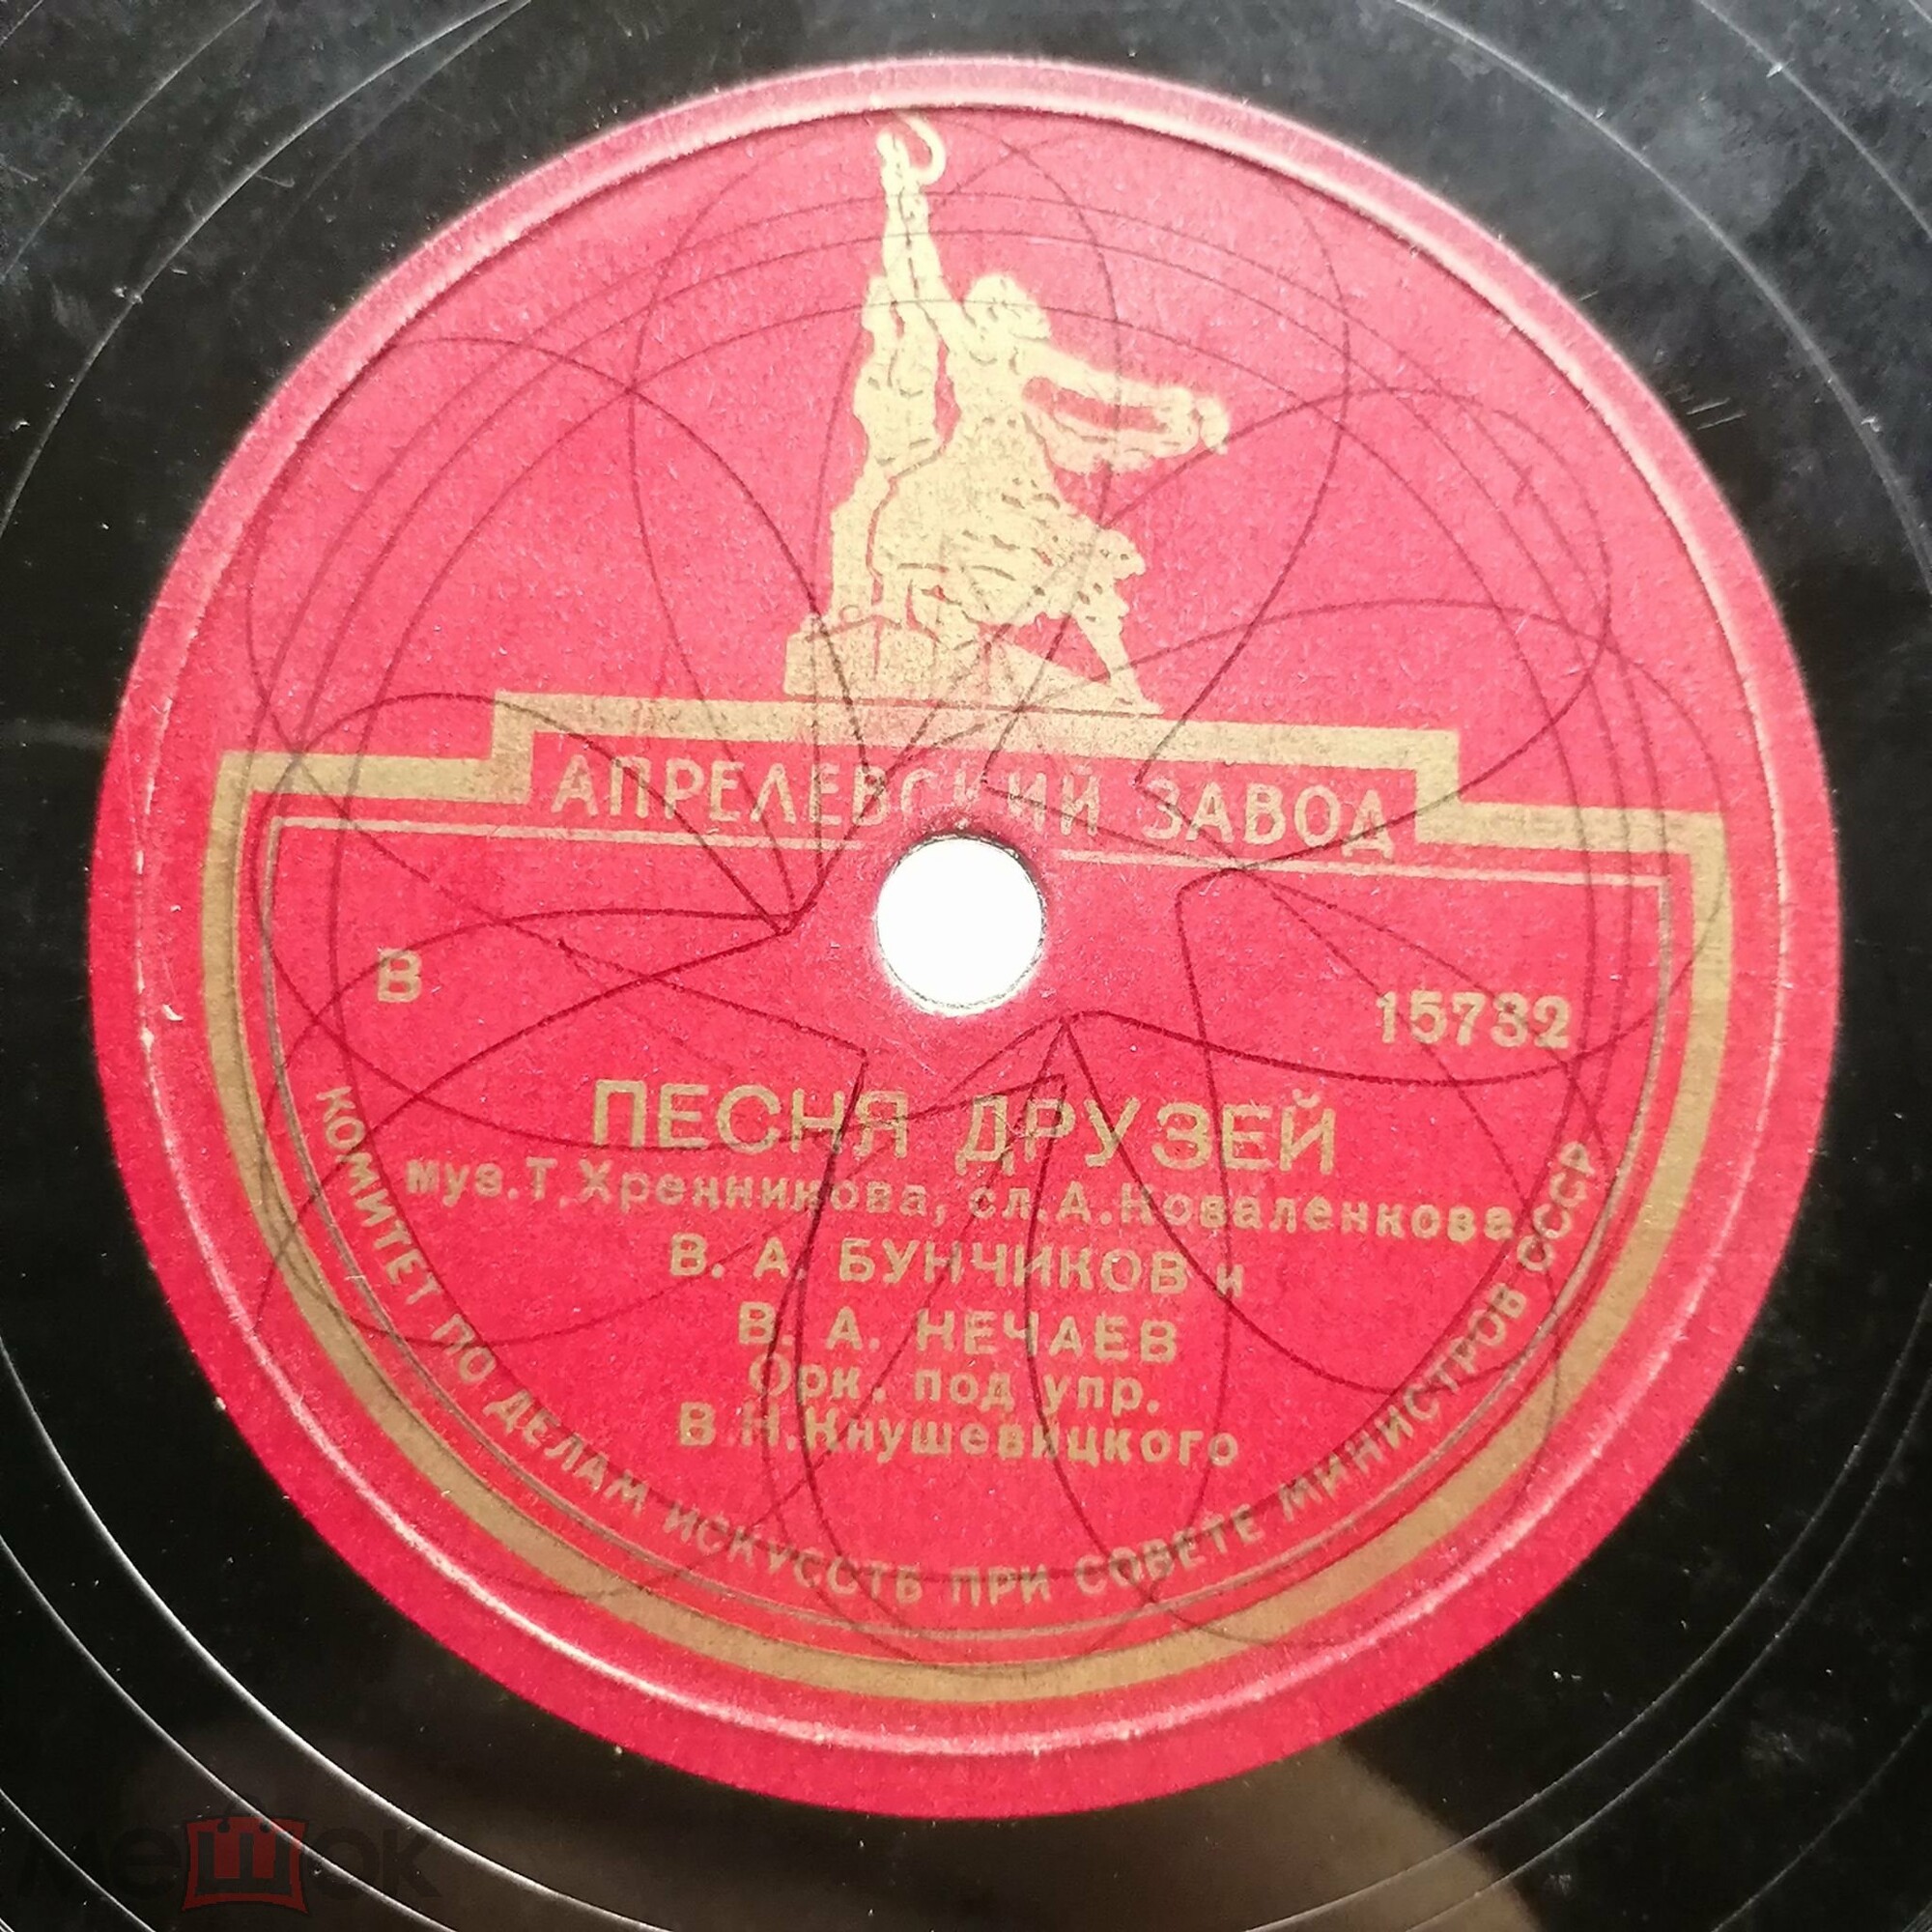 АПРЕЛЕВСКИЙ ЗАВОД
В 15732
ПЕСНЯ ДРУЗЕЙ
муз. Т. Хренникова, сл. А. Коваленкова
В. А. БУНЧИКОВ и
В. А. НЕЧАЕВ
Орк. под упр.
В. Н. Кнушевицкого
КОМИТЕТ ПО ДЕЛАМ ИСКУССТВ ПРИ СОВЕТЕ МИНИСТРОВ СССР
мешок